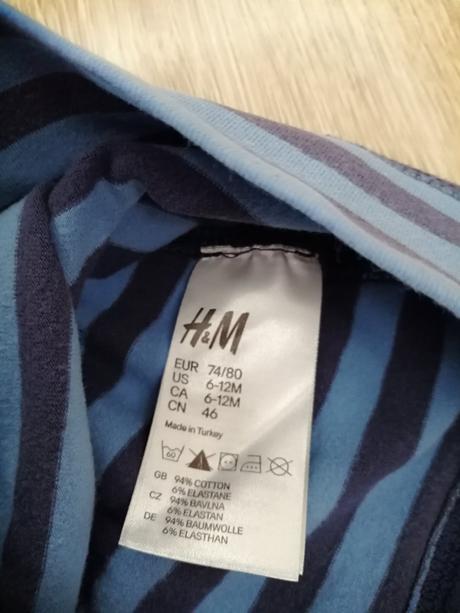 H&M
EUR 74/80
US 6-12M
CA 6-12M
CN 46
Made in Turkey
60
GB 94% COTTON
6% ELASTANE
CZ 94% BAVLNA
6% ELASTAN
DE 94% BAUMWOLLE
6% ELASTHAN